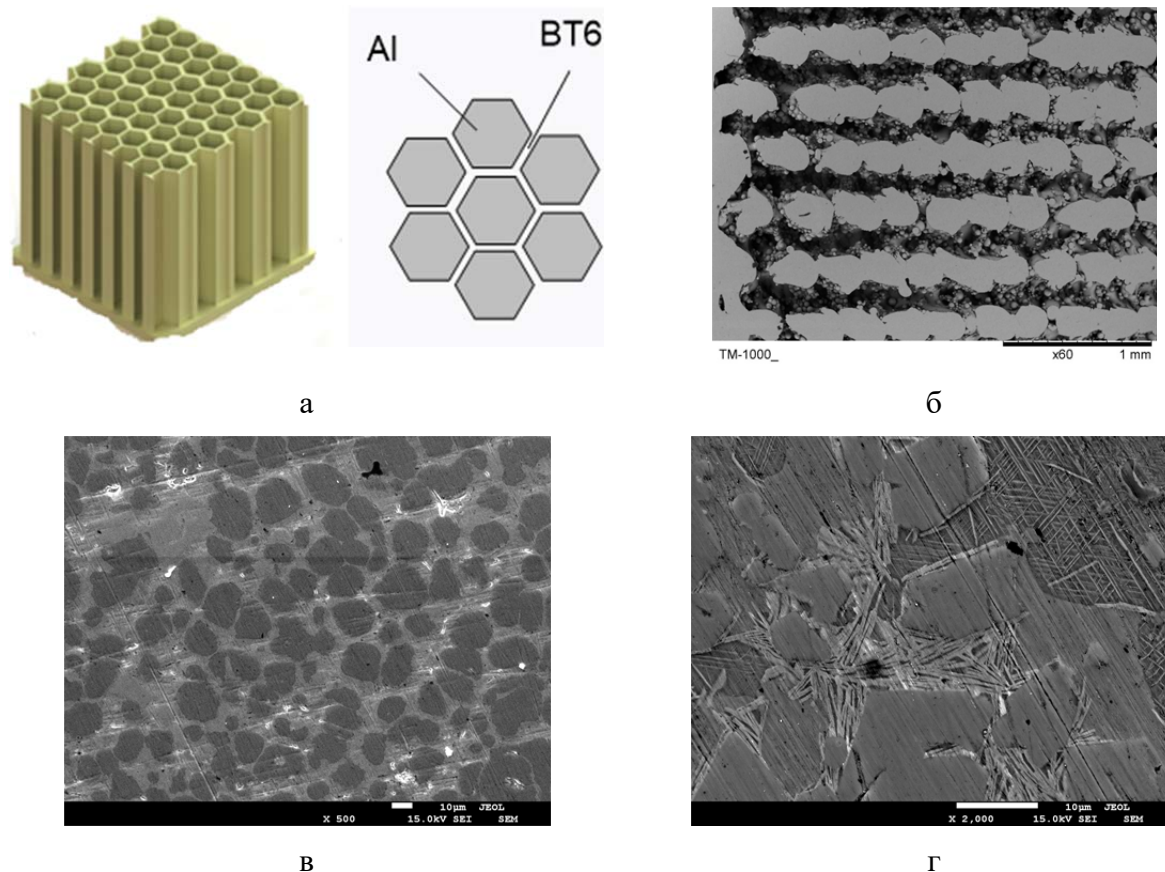 Al
ВТ6
TM-1000_
x60
1 mm
а
б
10µm JEOL
X 500 15.0kV SEI SEM
10µm JEOL
X 2,000 15.0kV SEI SEM
в
г